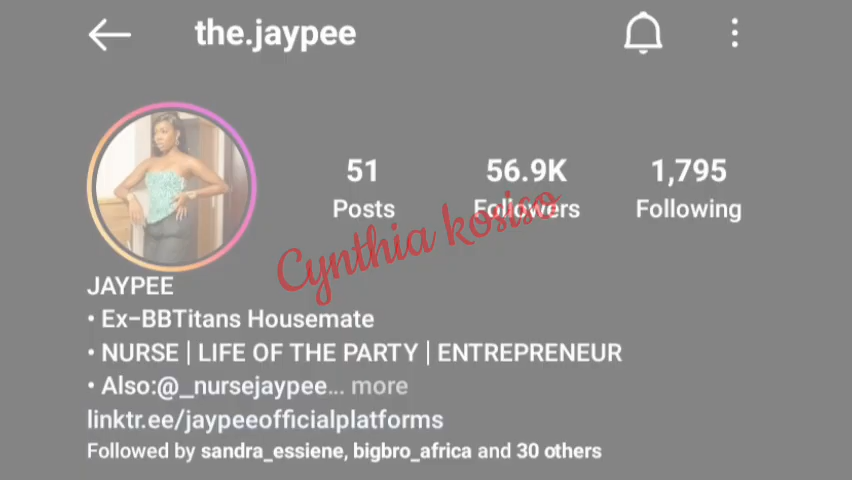 the.jaypee
51 56.9K 1,795
Posts Followers Following
Cynthia kosiso
JAYPEE
• Ex-BBTitans Housemate
• NURSE | LIFE OF THE PARTY | ENTREPRENEUR
• Also:@_nursejaypee... more
linktr.ee/jaypeeofficialplatforms
Followed by sandra_essiene, bigbro_africa and 30 others